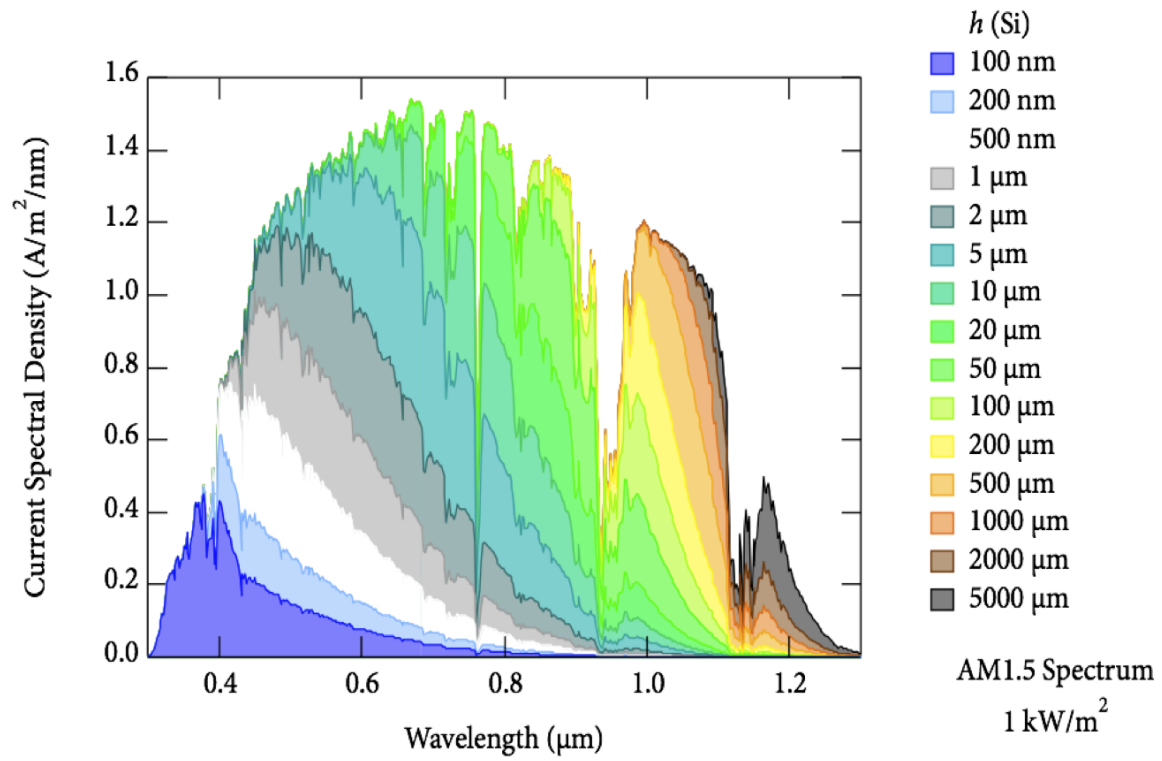 h (Si)
100 nm
200 nm
500 nm
1 μm
2 μm
5 μm
10 μm
20 μm
50 μm
100 μm
200 μm
500 μm
1000 μm
2000 μm
5000 μm
AM1.5 Spectrum
1 kW/m²
Current Spectral Density (A/m²/nm)
1.6
1.4
1.2
1.0
0.8
0.6
0.4
0.2
0.0
0.4 0.6 0.8 1.0 1.2
Wavelength (μm)